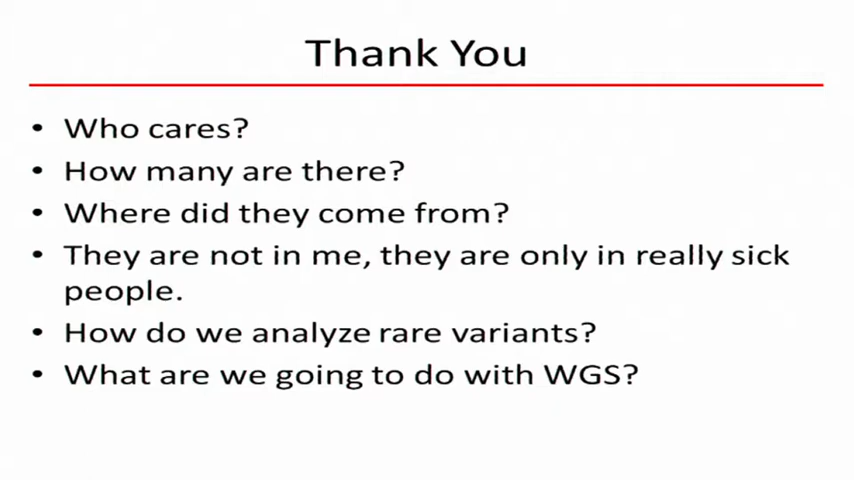 Thank You
• Who cares?
• How many are there?
• Where did they come from?
• They are not in me, they are only in really sick
people.
• How do we analyze rare variants?
• What are we going to do with WGS?